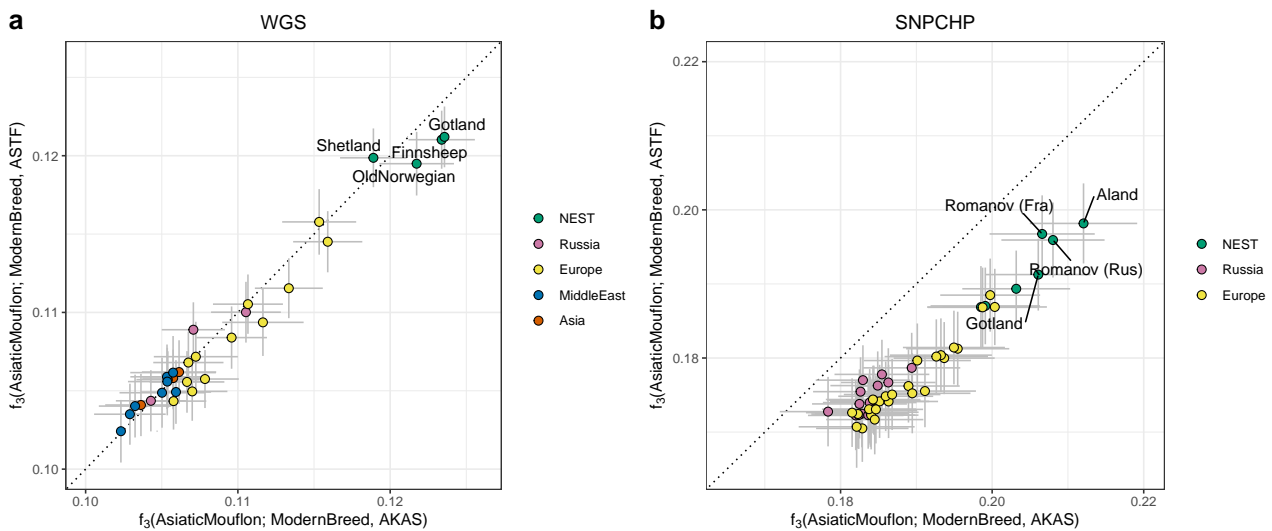 a
WGS
f3(AsiaticMouflon; ModernBreed, ASTF)
0.12
0.11
0.10
Gotland
Shetland
Finnsheep
OldNorwegian
0.10
0.11
0.12
f3(AsiaticMouflon; ModernBreed, AKAS)
NEST
Russia
Europe
MiddleEast
Asia
b
SNPCHP
f3(AsiaticMouflon; ModernBreed, ASTF)
0.22
0.20
0.18
Aland
Romanov (Fra)
Romanov (Rus)
Gotland
0.18
0.20
0.22
f3(AsiaticMouflon; ModernBreed, AKAS)
NEST
Russia
Europe